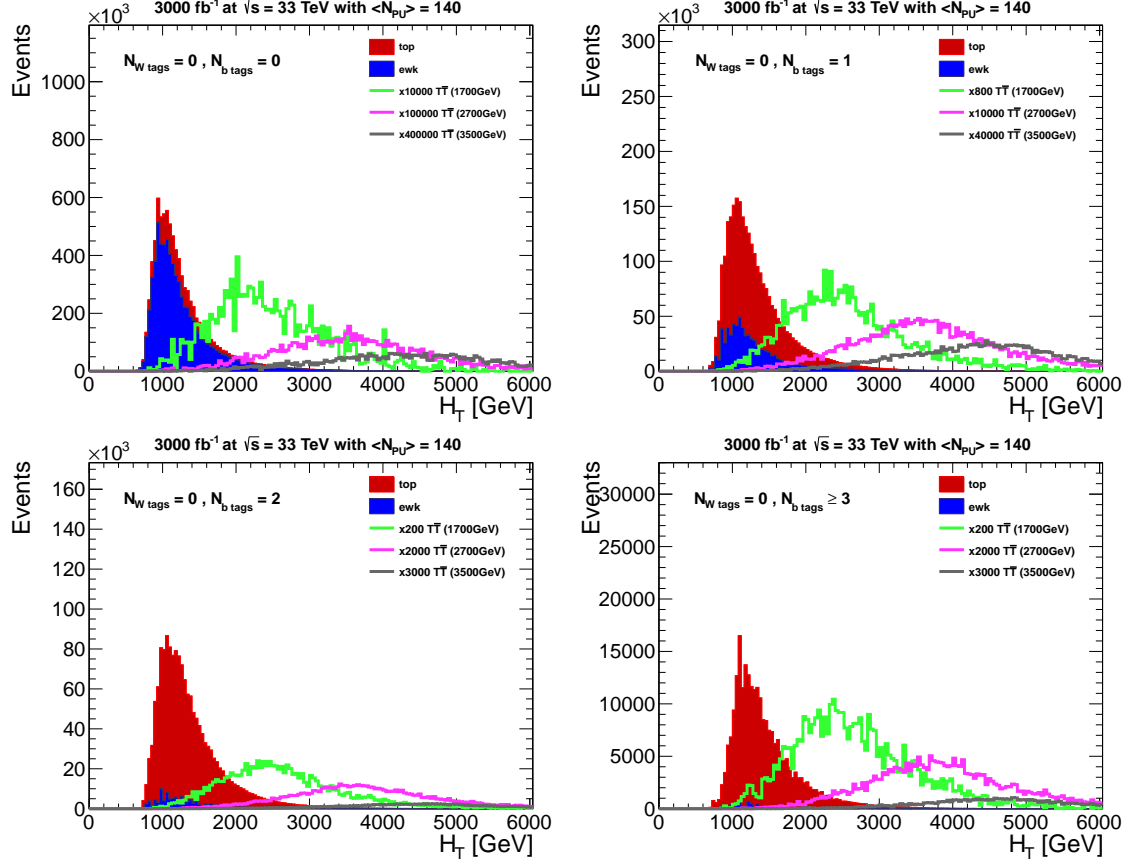 3000 fb-1 at √s = 33 TeV with <NPU> = 140
×10^3
Events
NW tags = 0 , Nb tags = 0
top
ewk
x10000 TT̅ (1700GeV)
x100000 TT̅ (2700GeV)
x400000 TT̅ (3500GeV)
1000
800
600
400
200
0
0 1000 2000 3000 4000 5000 6000
HT [GeV]
3000 fb-1 at √s = 33 TeV with <NPU> = 140
×10^3
Events
NW tags = 0 , Nb tags = 1
top
ewk
x800 TT̅ (1700GeV)
x10000 TT̅ (2700GeV)
x40000 TT̅ (3500GeV)
300
250
200
150
100
50
0
0 1000 2000 3000 4000 5000 6000
HT [GeV]
3000 fb-1 at √s = 33 TeV with <NPU> = 140
×10^3
Events
NW tags = 0 , Nb tags = 2
top
ewk
x200 TT̅ (1700GeV)
x2000 TT̅ (2700GeV)
x3000 TT̅ (3500GeV)
160
140
120
100
80
60
40
20
0
0 1000 2000 3000 4000 5000 6000
HT [GeV]
3000 fb-1 at √s = 33 TeV with <NPU> = 140
Events
NW tags = 0 , Nb tags ≥ 3
top
ewk
x200 TT̅ (1700GeV)
x2000 TT̅ (2700GeV)
x3000 TT̅ (3500GeV)
30000
25000
20000
15000
10000
5000
0
0 1000 2000 3000 4000 5000 6000
HT [GeV]